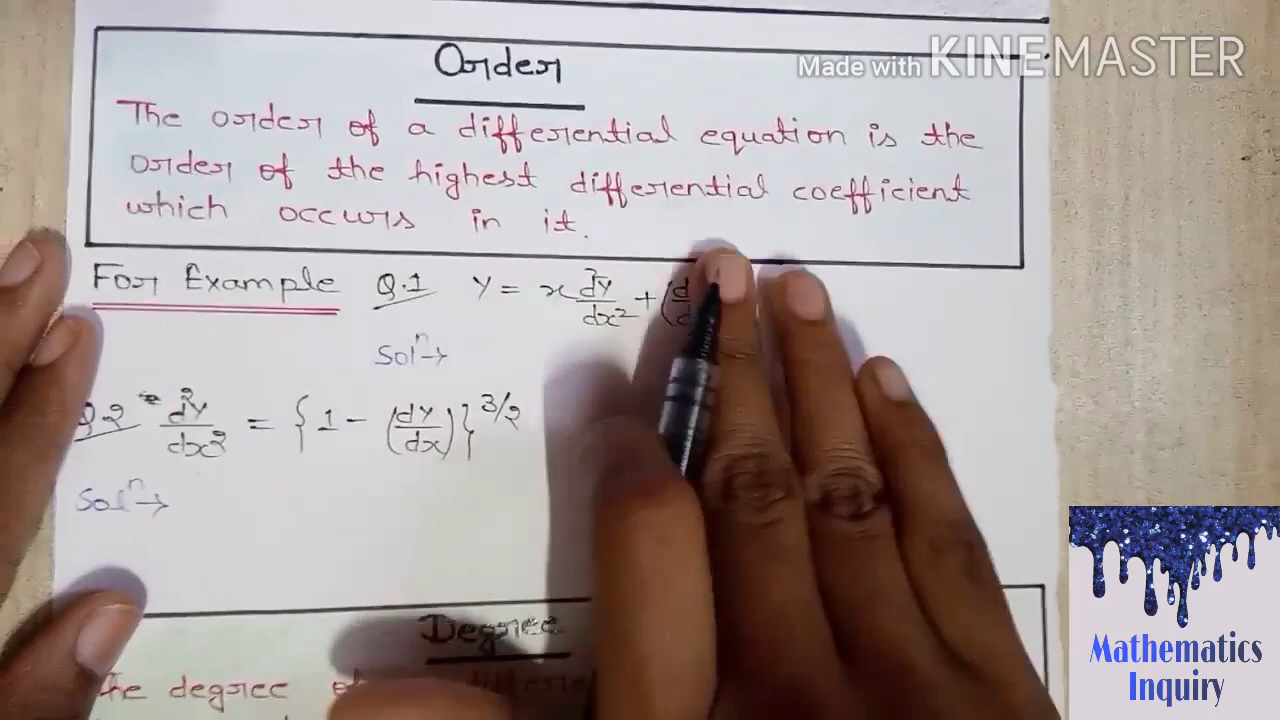 Order
Made with KINEMASTER
The order of a differential equation is the
order of the highest differential coefficient
which occurs in it.
For Example Q.1 y = x d²y/dx² + (d
Solⁿ→
Q.2 d²y/dx² = {1 - (dy/dx)}^3/2
Solⁿ→
Degree
The degree
Mathematics
Inquiry